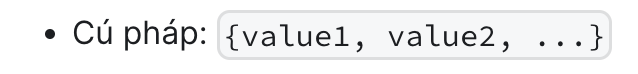 • Cú pháp: {value1, value2, ...}